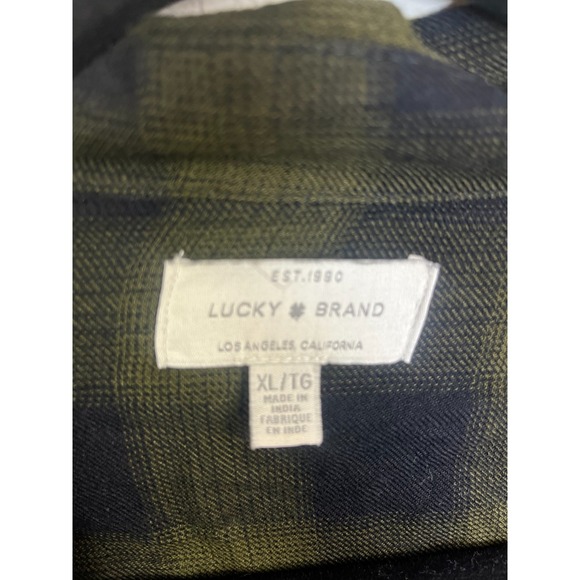 EST.1990
LUCKY BRAND
LOS ANGELES, CALIFORNIA
XL/TG
MADE IN
INDIA
FABRIQUE
EN INDE